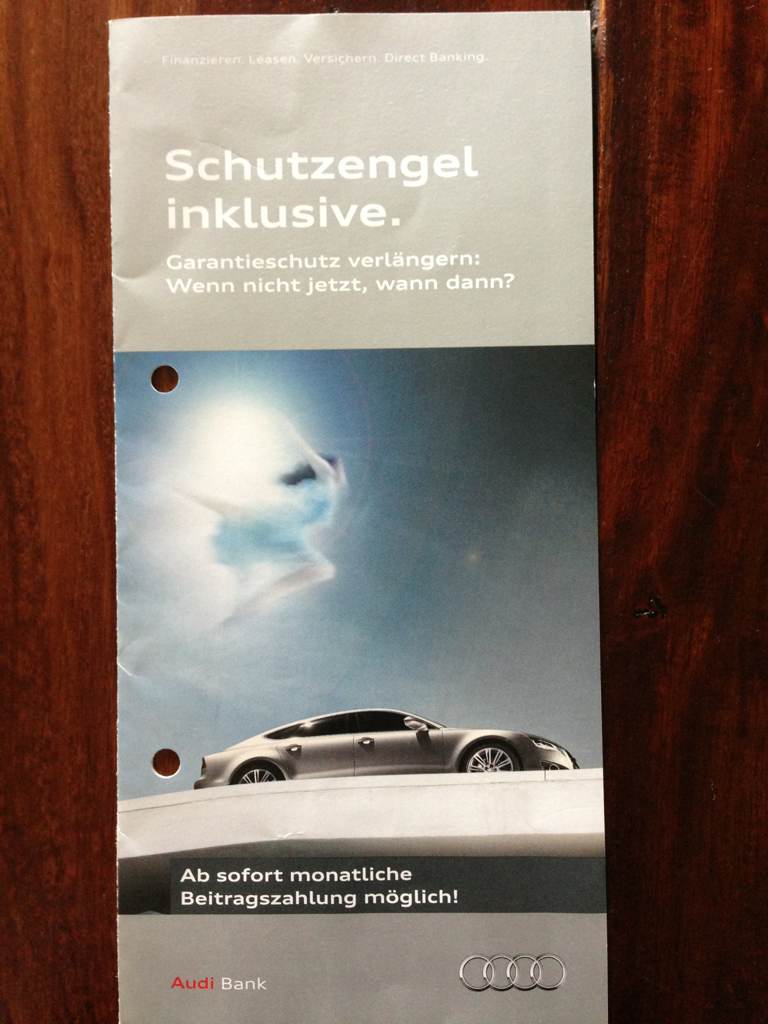 Finanzieren. Leasen. Versichern. Direct Banking.
Schutzengel
inklusive.
Garantieschutz verlängern:
Wenn nicht jetzt, wann dann?
Ab sofort monatliche
Beitragszahlung möglich!
Audi Bank